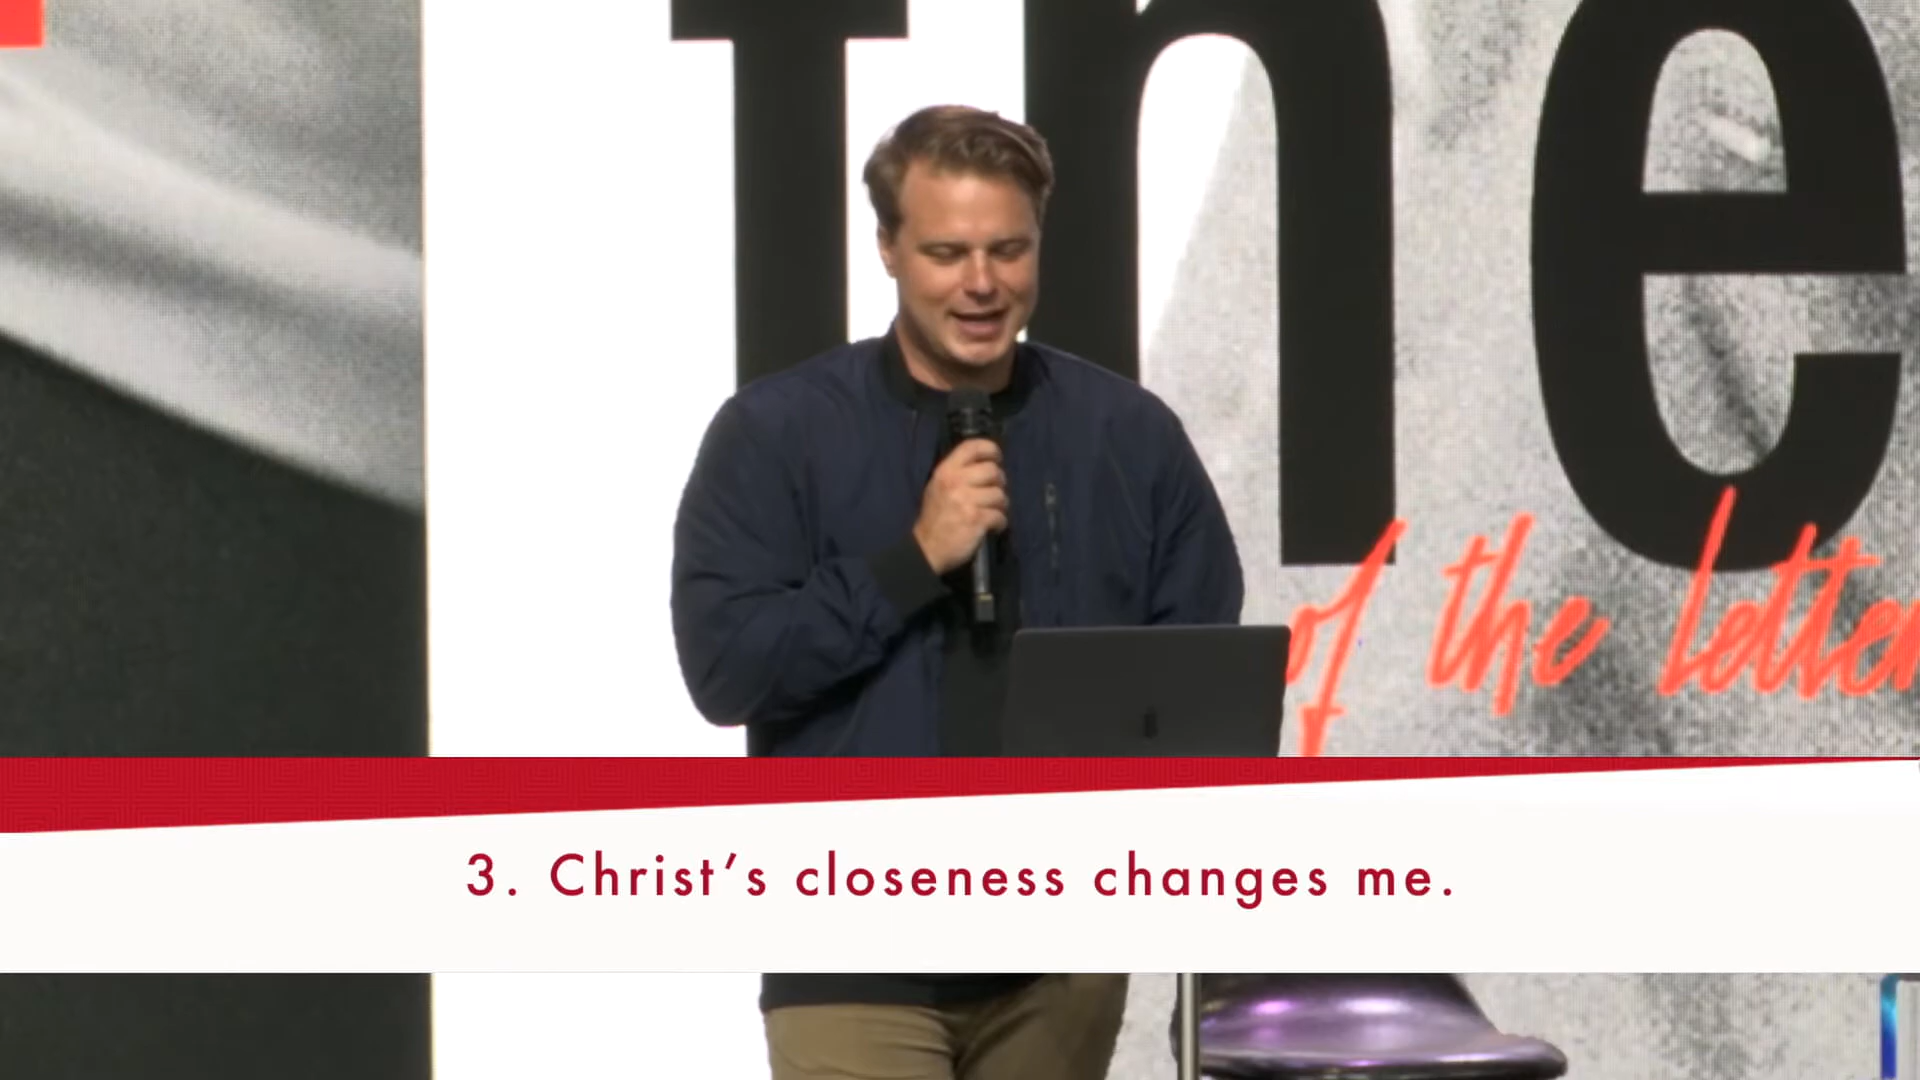 the
of the letter
3. Christ’s closeness changes me.